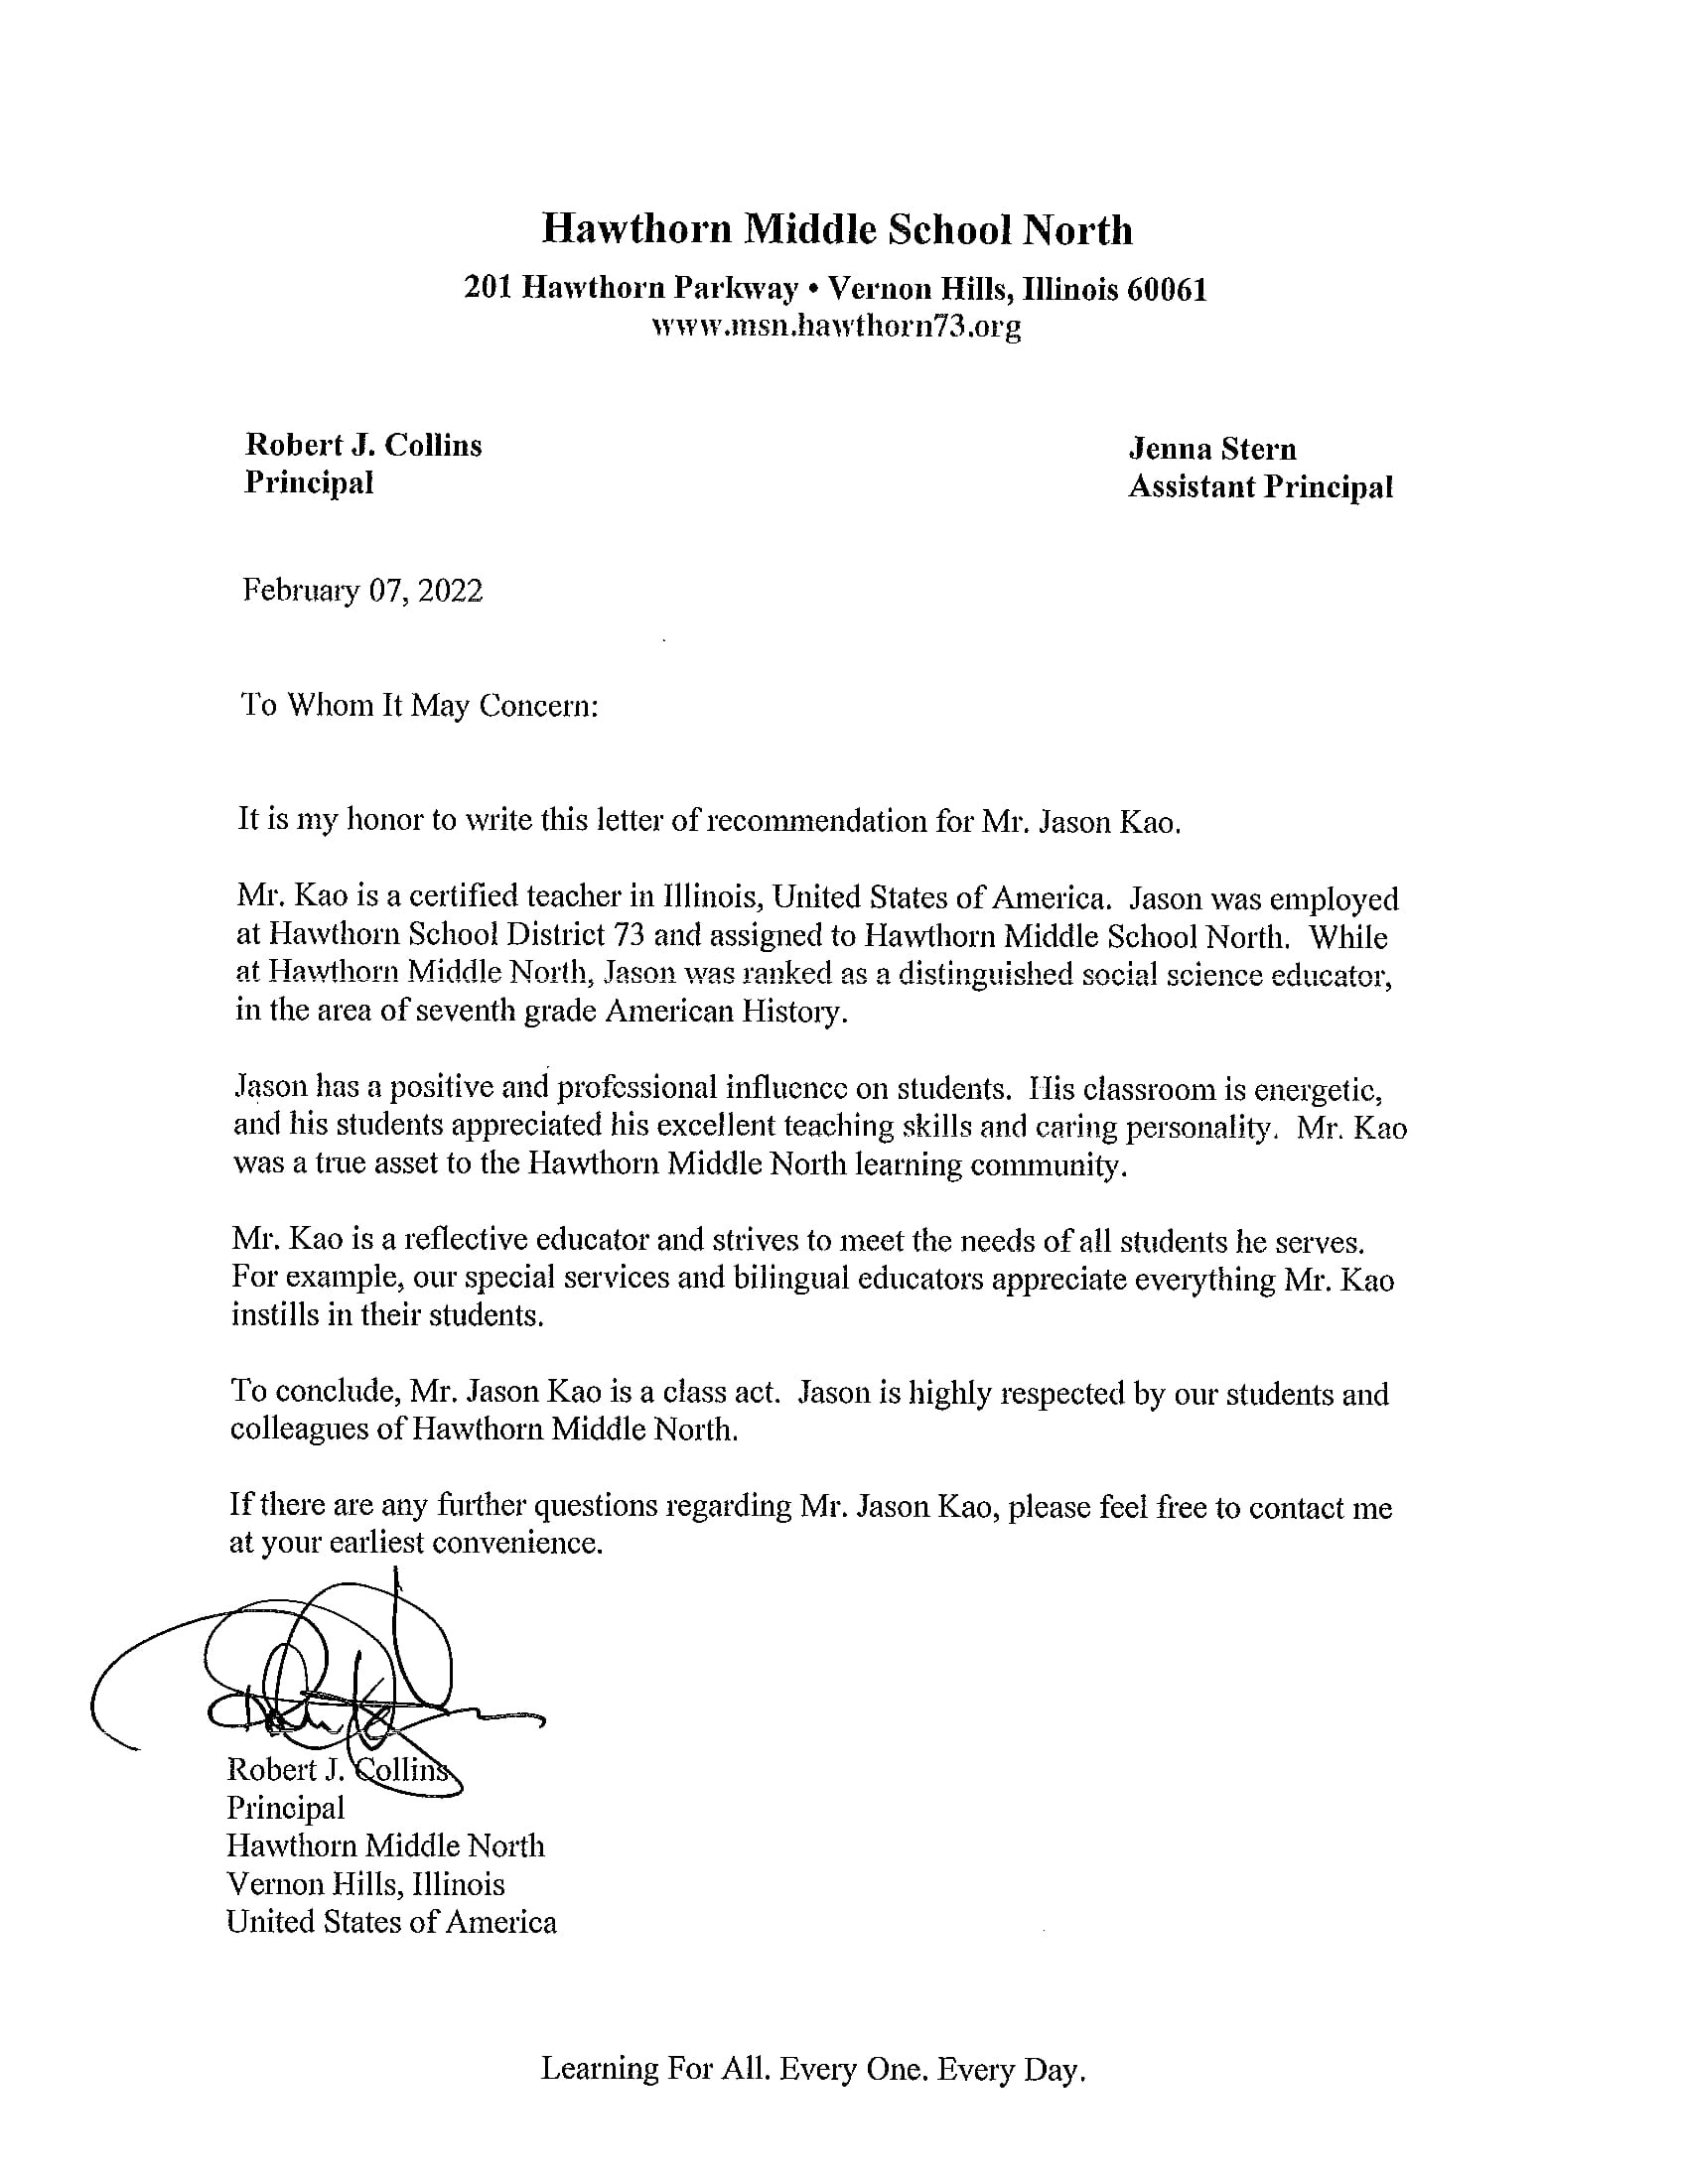 Hawthorn Middle School North
201 Hawthorn Parkway • Vernon Hills, Illinois 60061
www.msn.hawthorn73.org
Robert J. Collins
Principal
Jenna Stern
Assistant Principal
February 07, 2022
To Whom It May Concern:
It is my honor to write this letter of recommendation for Mr. Jason Kao.
Mr. Kao is a certified teacher in Illinois, United States of America. Jason was employed
at Hawthorn School District 73 and assigned to Hawthorn Middle School North. While
at Hawthorn Middle North, Jason was ranked as a distinguished social science educator,
in the area of seventh grade American History.
Jason has a positive and professional influence on students. His classroom is energetic,
and his students appreciated his excellent teaching skills and caring personality. Mr. Kao
was a true asset to the Hawthorn Middle North learning community.
Mr. Kao is a reflective educator and strives to meet the needs of all students he serves.
For example, our special services and bilingual educators appreciate everything Mr. Kao
instills in their students.
To conclude, Mr. Jason Kao is a class act. Jason is highly respected by our students and
colleagues of Hawthorn Middle North.
If there are any further questions regarding Mr. Jason Kao, please feel free to contact me
at your earliest convenience.
Robert J. Collins
Principal
Hawthorn Middle North
Vernon Hills, Illinois
United States of America
Learning For All. Every One. Every Day.